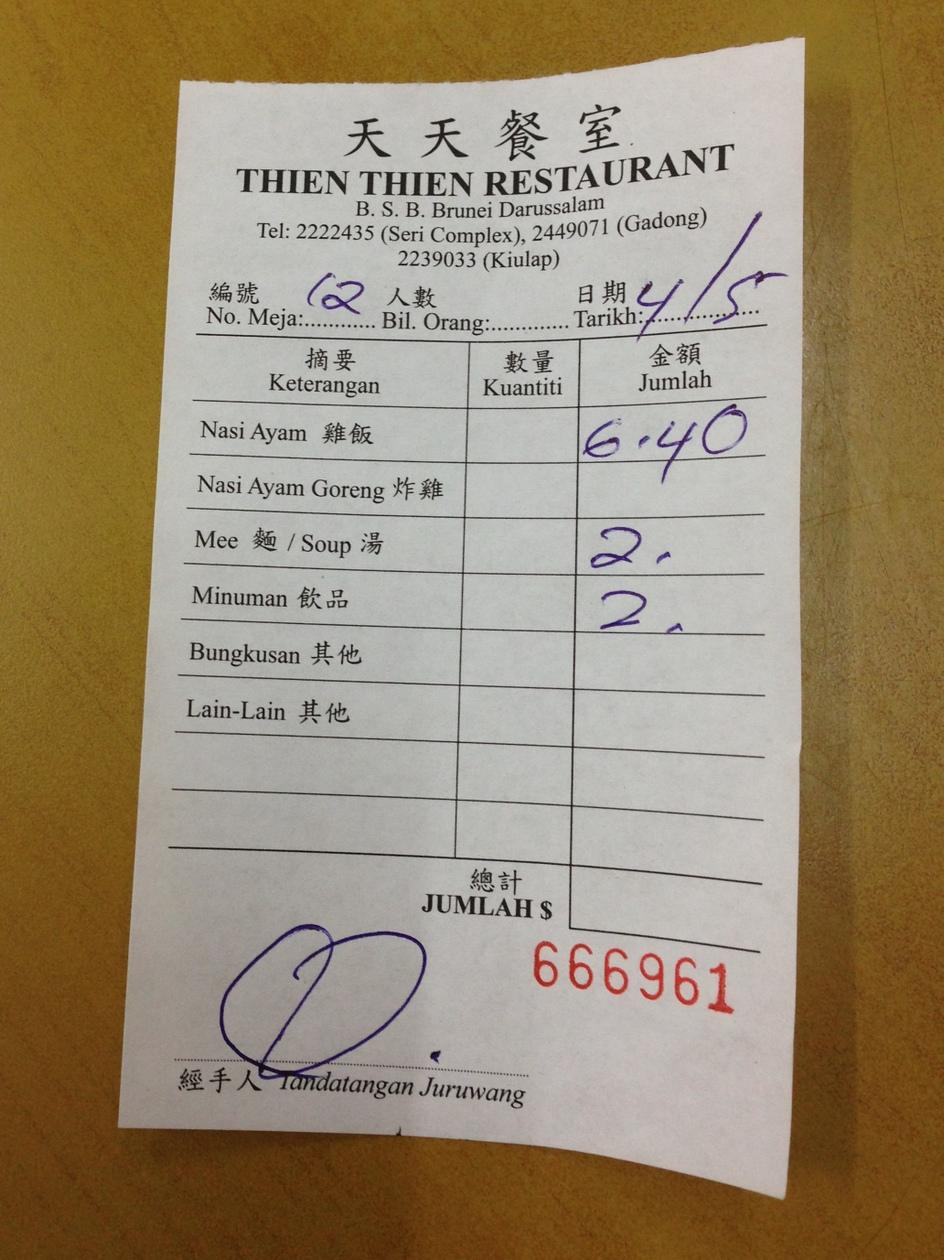 天天餐室
THIEN THIEN RESTAURANT
B. S. B. Brunei Darussalam
Tel: 2222435 (Seri Complex), 2449071 (Gadong)
2239033 (Kiulap)
編號 12 人數 日期 4/5
No. Meja:............ Bil. Orang:............. Tarikh:...................
摘要 數量 金額
Keterangan Kuantiti Jumlah
Nasi Ayam 雞飯 6.40
Nasi Ayam Goreng 炸雞
Mee 麵 / Soup 湯 2.
Minuman 飲品 2.
Bungkusan 其他
Lain-Lain 其他
總計
JUMLAH $
666961
經手人 Tandatangan Juruwang